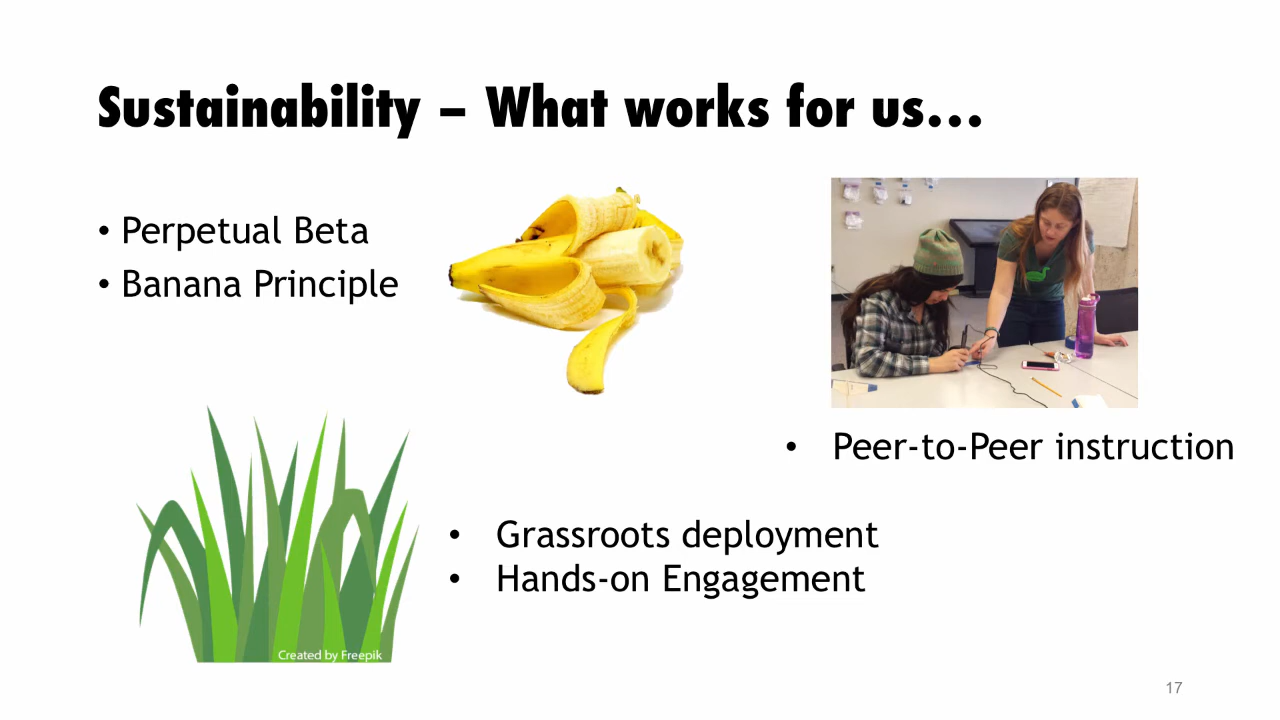 Sustainability – What works for us…
• Perpetual Beta
• Banana Principle
• Peer-to-Peer instruction
• Grassroots deployment
• Hands-on Engagement
Created by Freepik
17